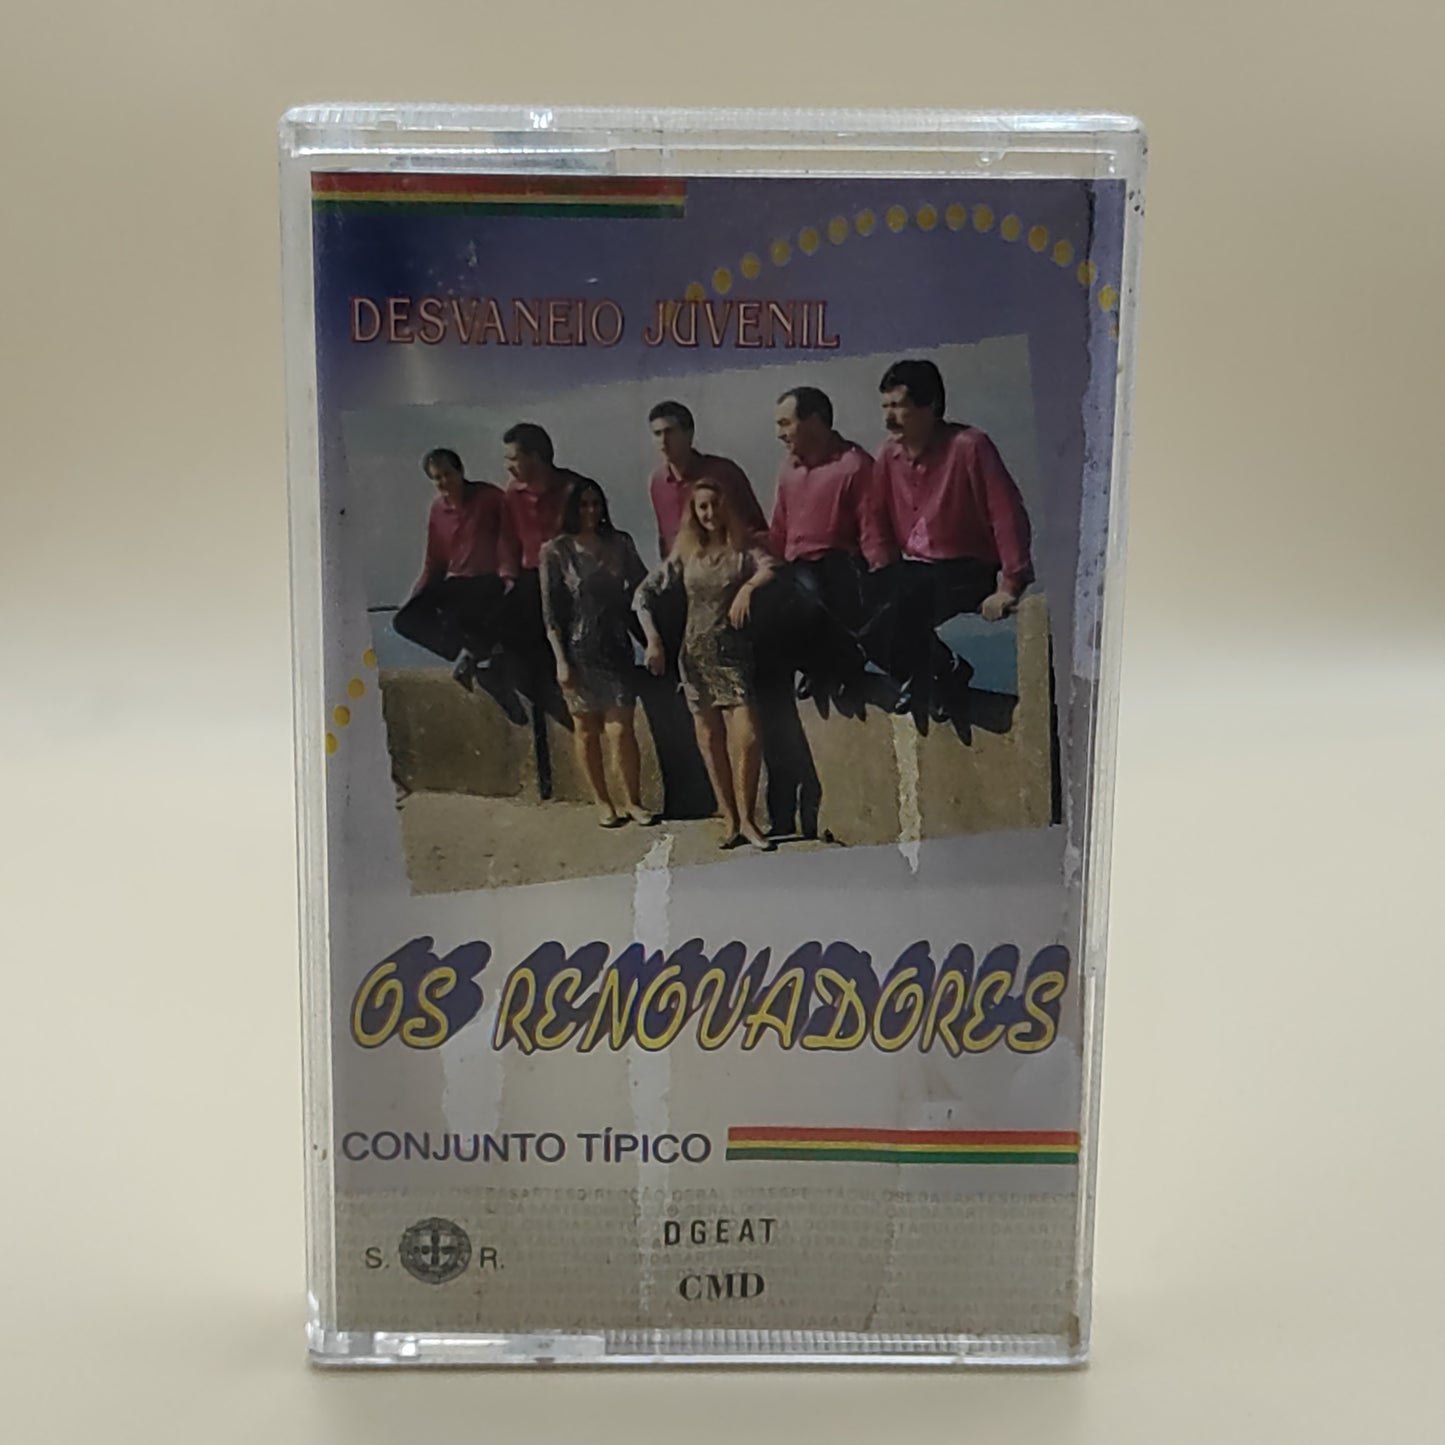 DESVANEIO JUVENIL
OS RENOVADORES
CONJUNTO TÍPICO
S. R.
DGEAT
CMD